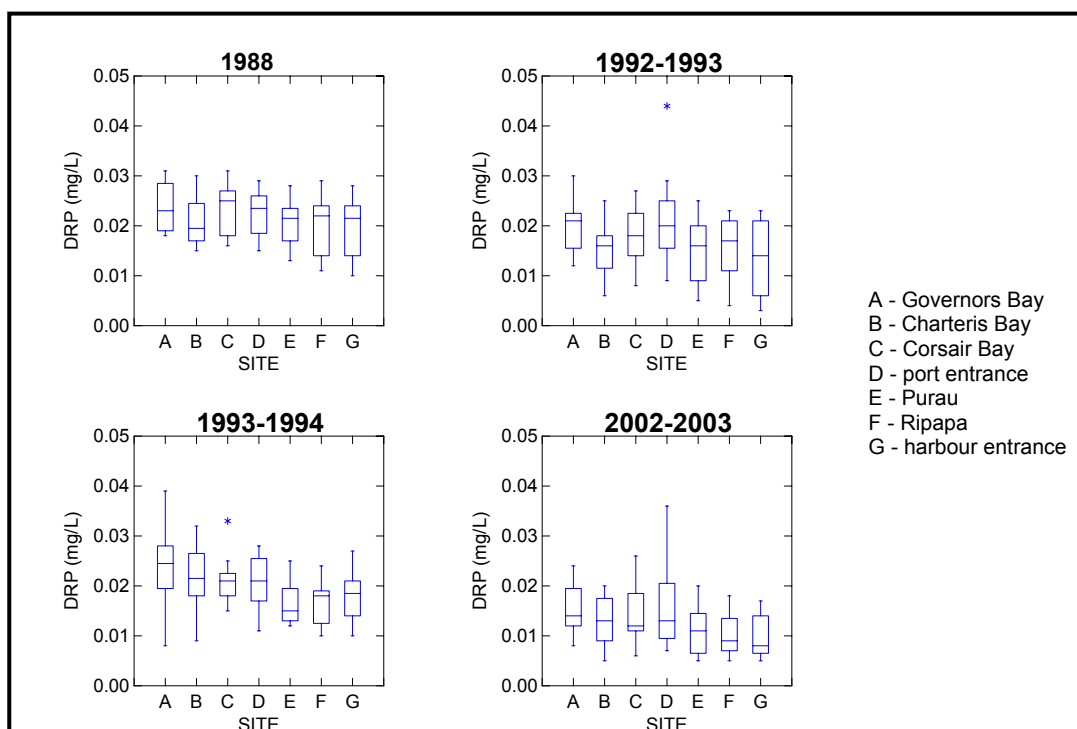 1988
0.05
0.04
0.03
0.02
0.01
0.00
DRP (mg/L)
A B C D E F G
SITE
1992-1993
0.05
0.04
0.03
0.02
0.01
0.00
DRP (mg/L)
A B C D E F G
SITE
1993-1994
0.05
0.04
0.03
0.02
0.01
0.00
DRP (mg/L)
A B C D E F G
SITE
2002-2003
0.05
0.04
0.03
0.02
0.01
0.00
DRP (mg/L)
A B C D E F G
SITE
A - Governors Bay
B - Charteris Bay
C - Corsair Bay
D - port entrance
E - Purau
F - Ripapa
G - harbour entrance